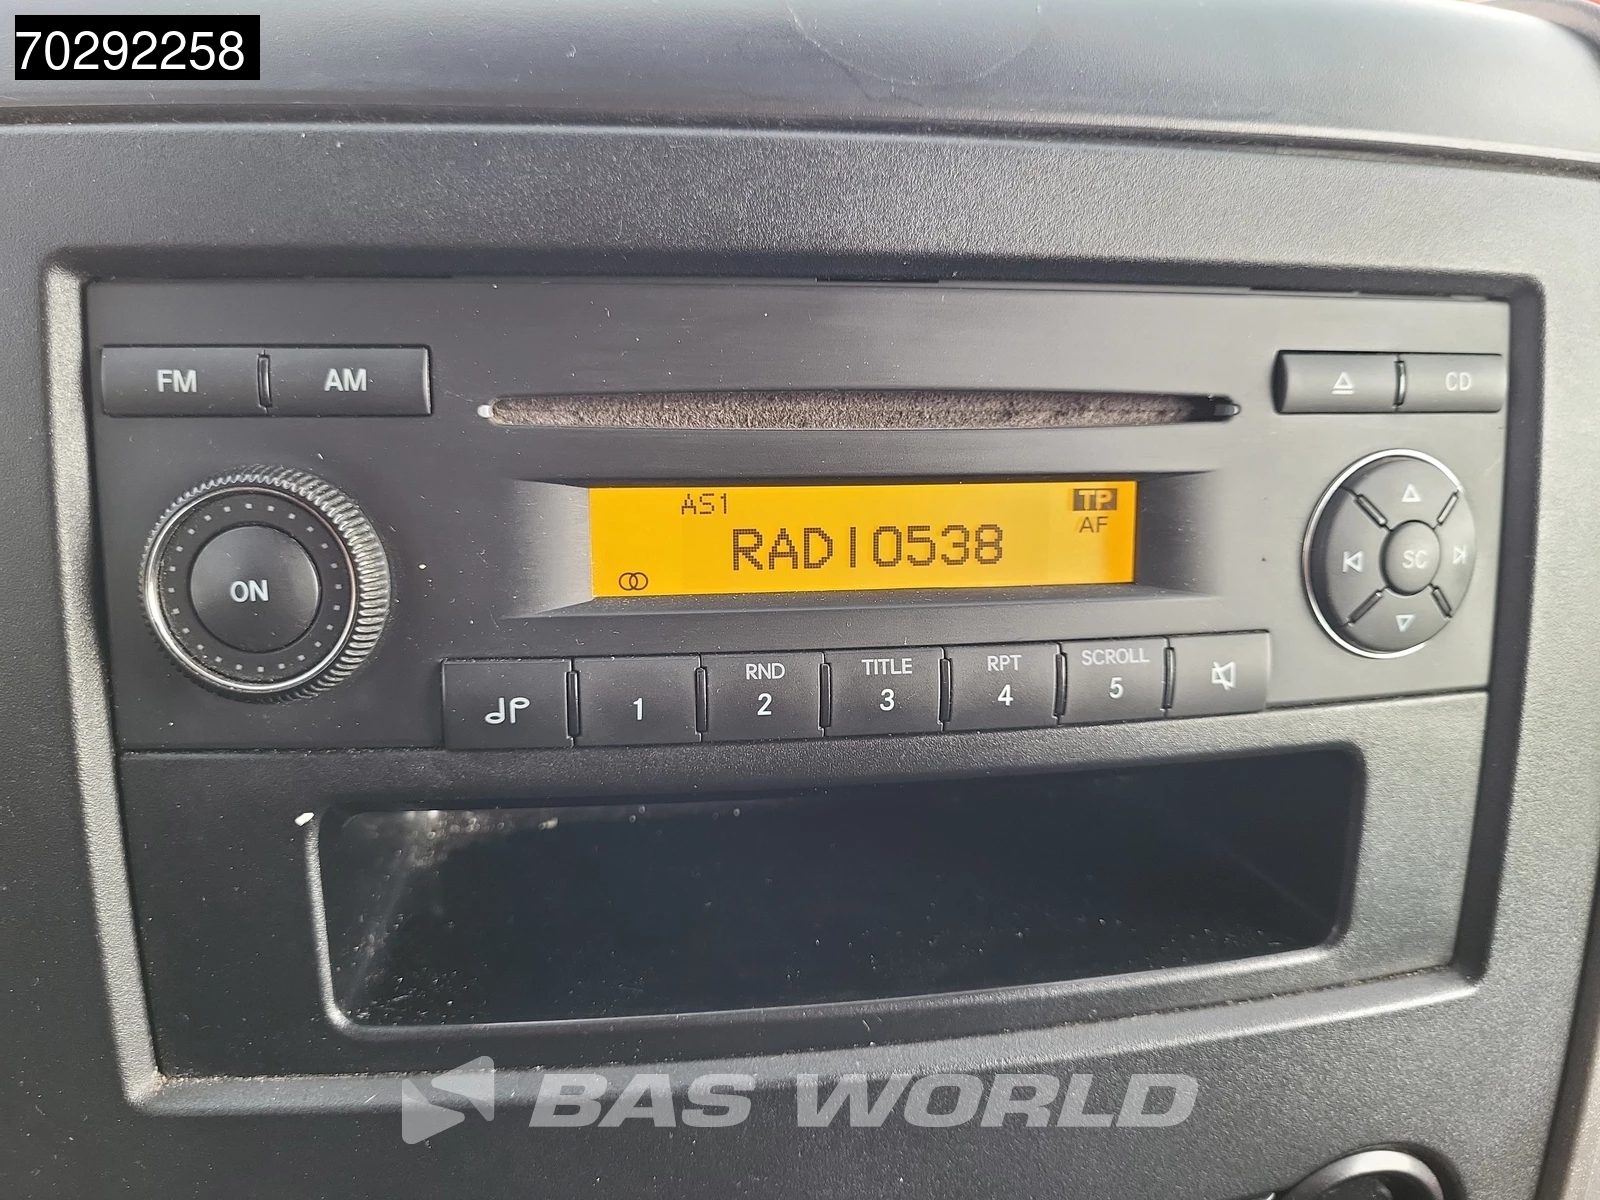 70292258
FM AM
CD
AS1 TP
AF
RADIO538
ON
SC
RND TITLE RPT SCROLL
1 2 3 4 5
BAS WORLD